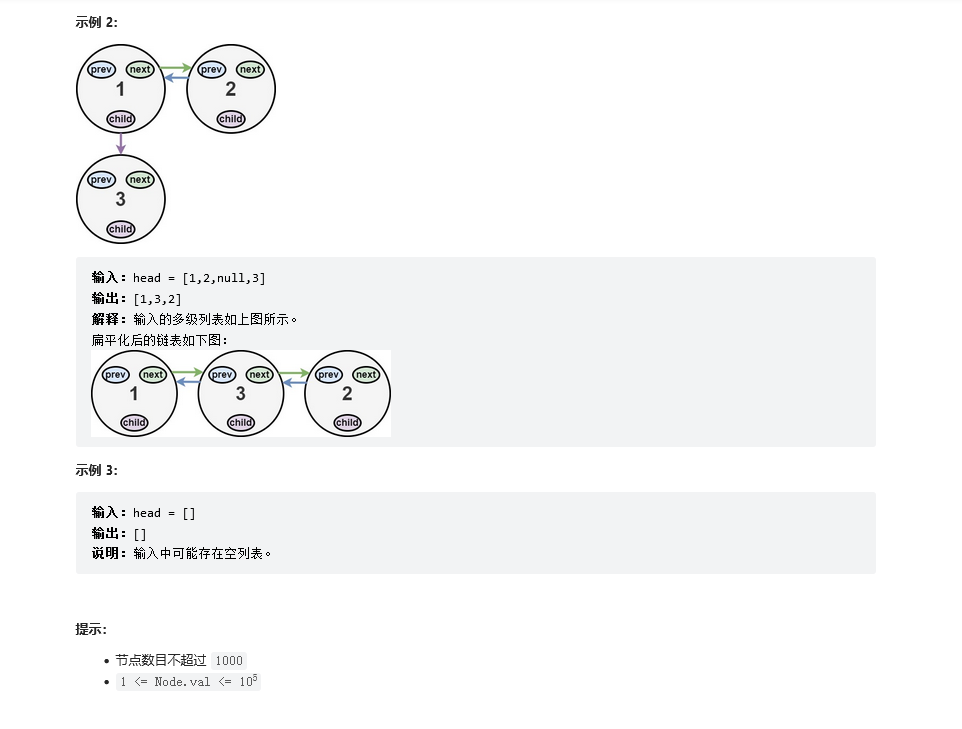 示例 2:
prev next prev next
1 2
child child
prev next
3
child
输入：head = [1,2,null,3]
输出：[1,3,2]
解释：输入的多级列表如上图所示。
扁平化后的链表如下图：
prev next prev next prev next
1 3 2
child child child
示例 3:
输入：head = []
输出：[]
说明：输入中可能存在空列表。
提示：
• 节点数目不超过 1000
• 1 <= Node.val <= 10⁵